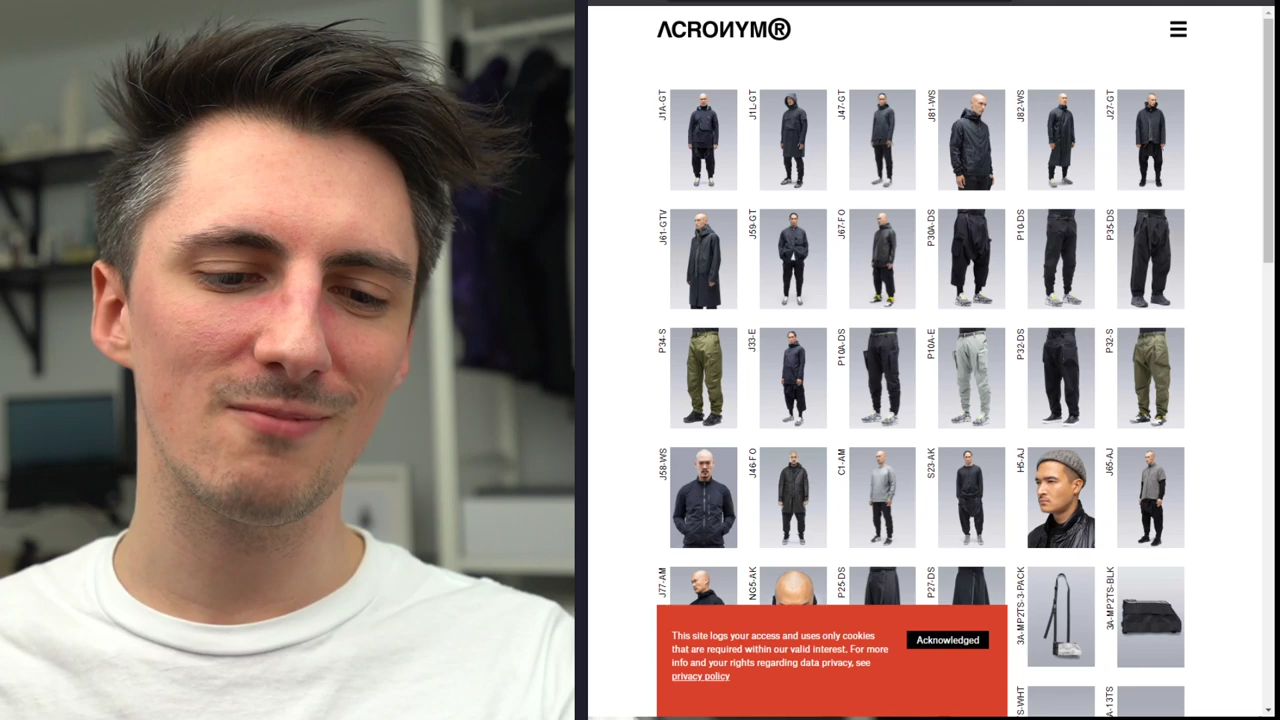 ACROИYM®
J1A-GT
J1L-GT
J47-GT
J81-WS
J82-WS
J27-GT
J61-GTV
J59-GT
J67-FO
P30A-DS
P10-DS
P35-DS
P34-S
J33-E
P10A-DS
P10A-E
P32-DS
P32-S
J58-WS
J46-FO
C1-AM
S23-AK
H5-AJ
J65-AJ
J77-AM
NG5-AK
P25-DS
P27-DS
3A-MP2TS-3-PACK
3A-MP2TS-BLK
This site logs your access and uses only cookies
that are required within our valid interest. For more
info and your rights regarding data privacy, see
privacy policy
Acknowledged
S-WHT
A-13TS